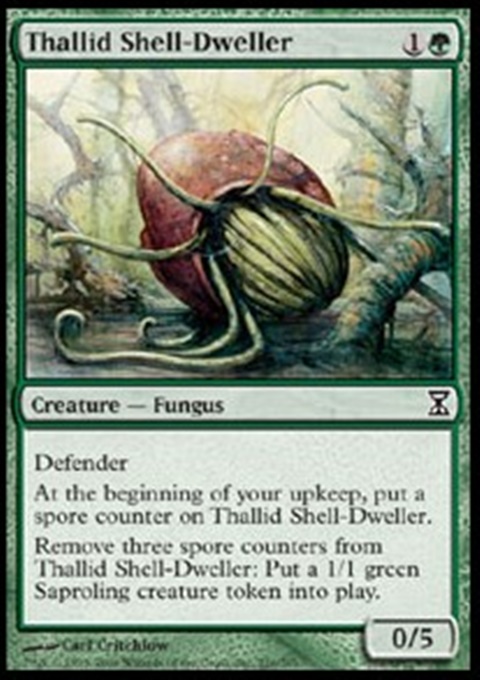 Thallid Shell-Dweller 1
Creature — Fungus
Defender
At the beginning of your upkeep, put a
spore counter on Thallid Shell-Dweller.
Remove three spore counters from
Thallid Shell-Dweller: Put a 1/1 green
Saproling creature token into play.
Carl Critchlow
0/5